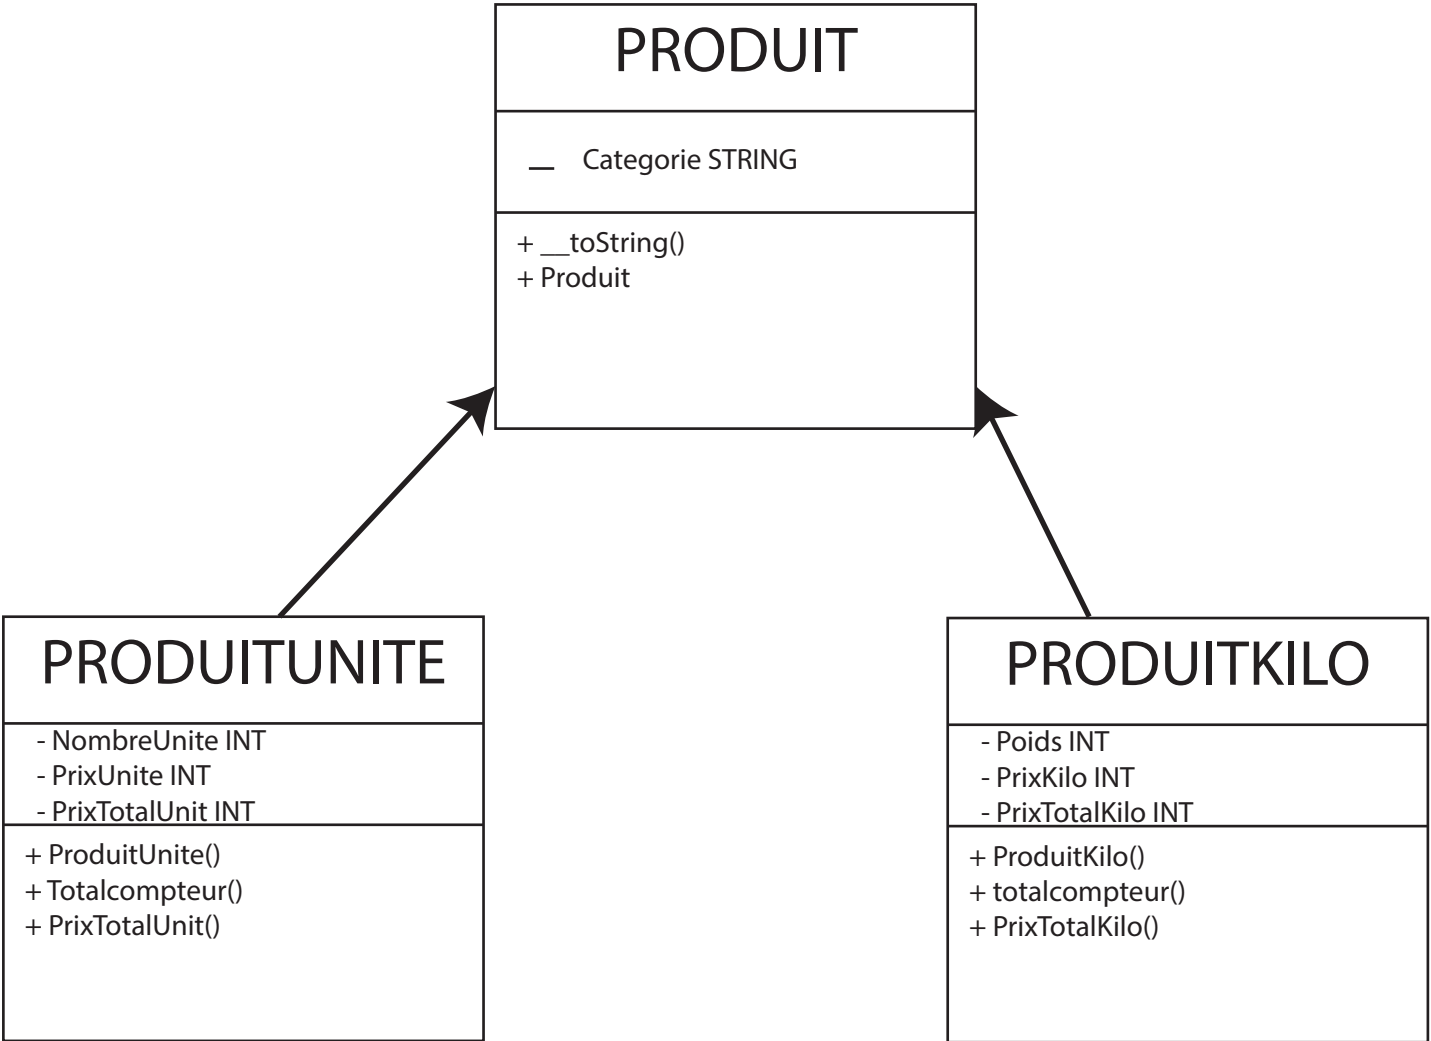 PRODUIT
_ Categorie STRING
+ __toString()
+ Produit
PRODUITUNITE
- NombreUnite INT
- PrixUnite INT
- PrixTotalUnit INT
+ ProduitUnite()
+ Totalcompteur()
+ PrixTotalUnit()
PRODUITKILO
- Poids INT
- PrixKilo INT
- PrixTotalKilo INT
+ ProduitKilo()
+ totalcompteur()
+ PrixTotalKilo()